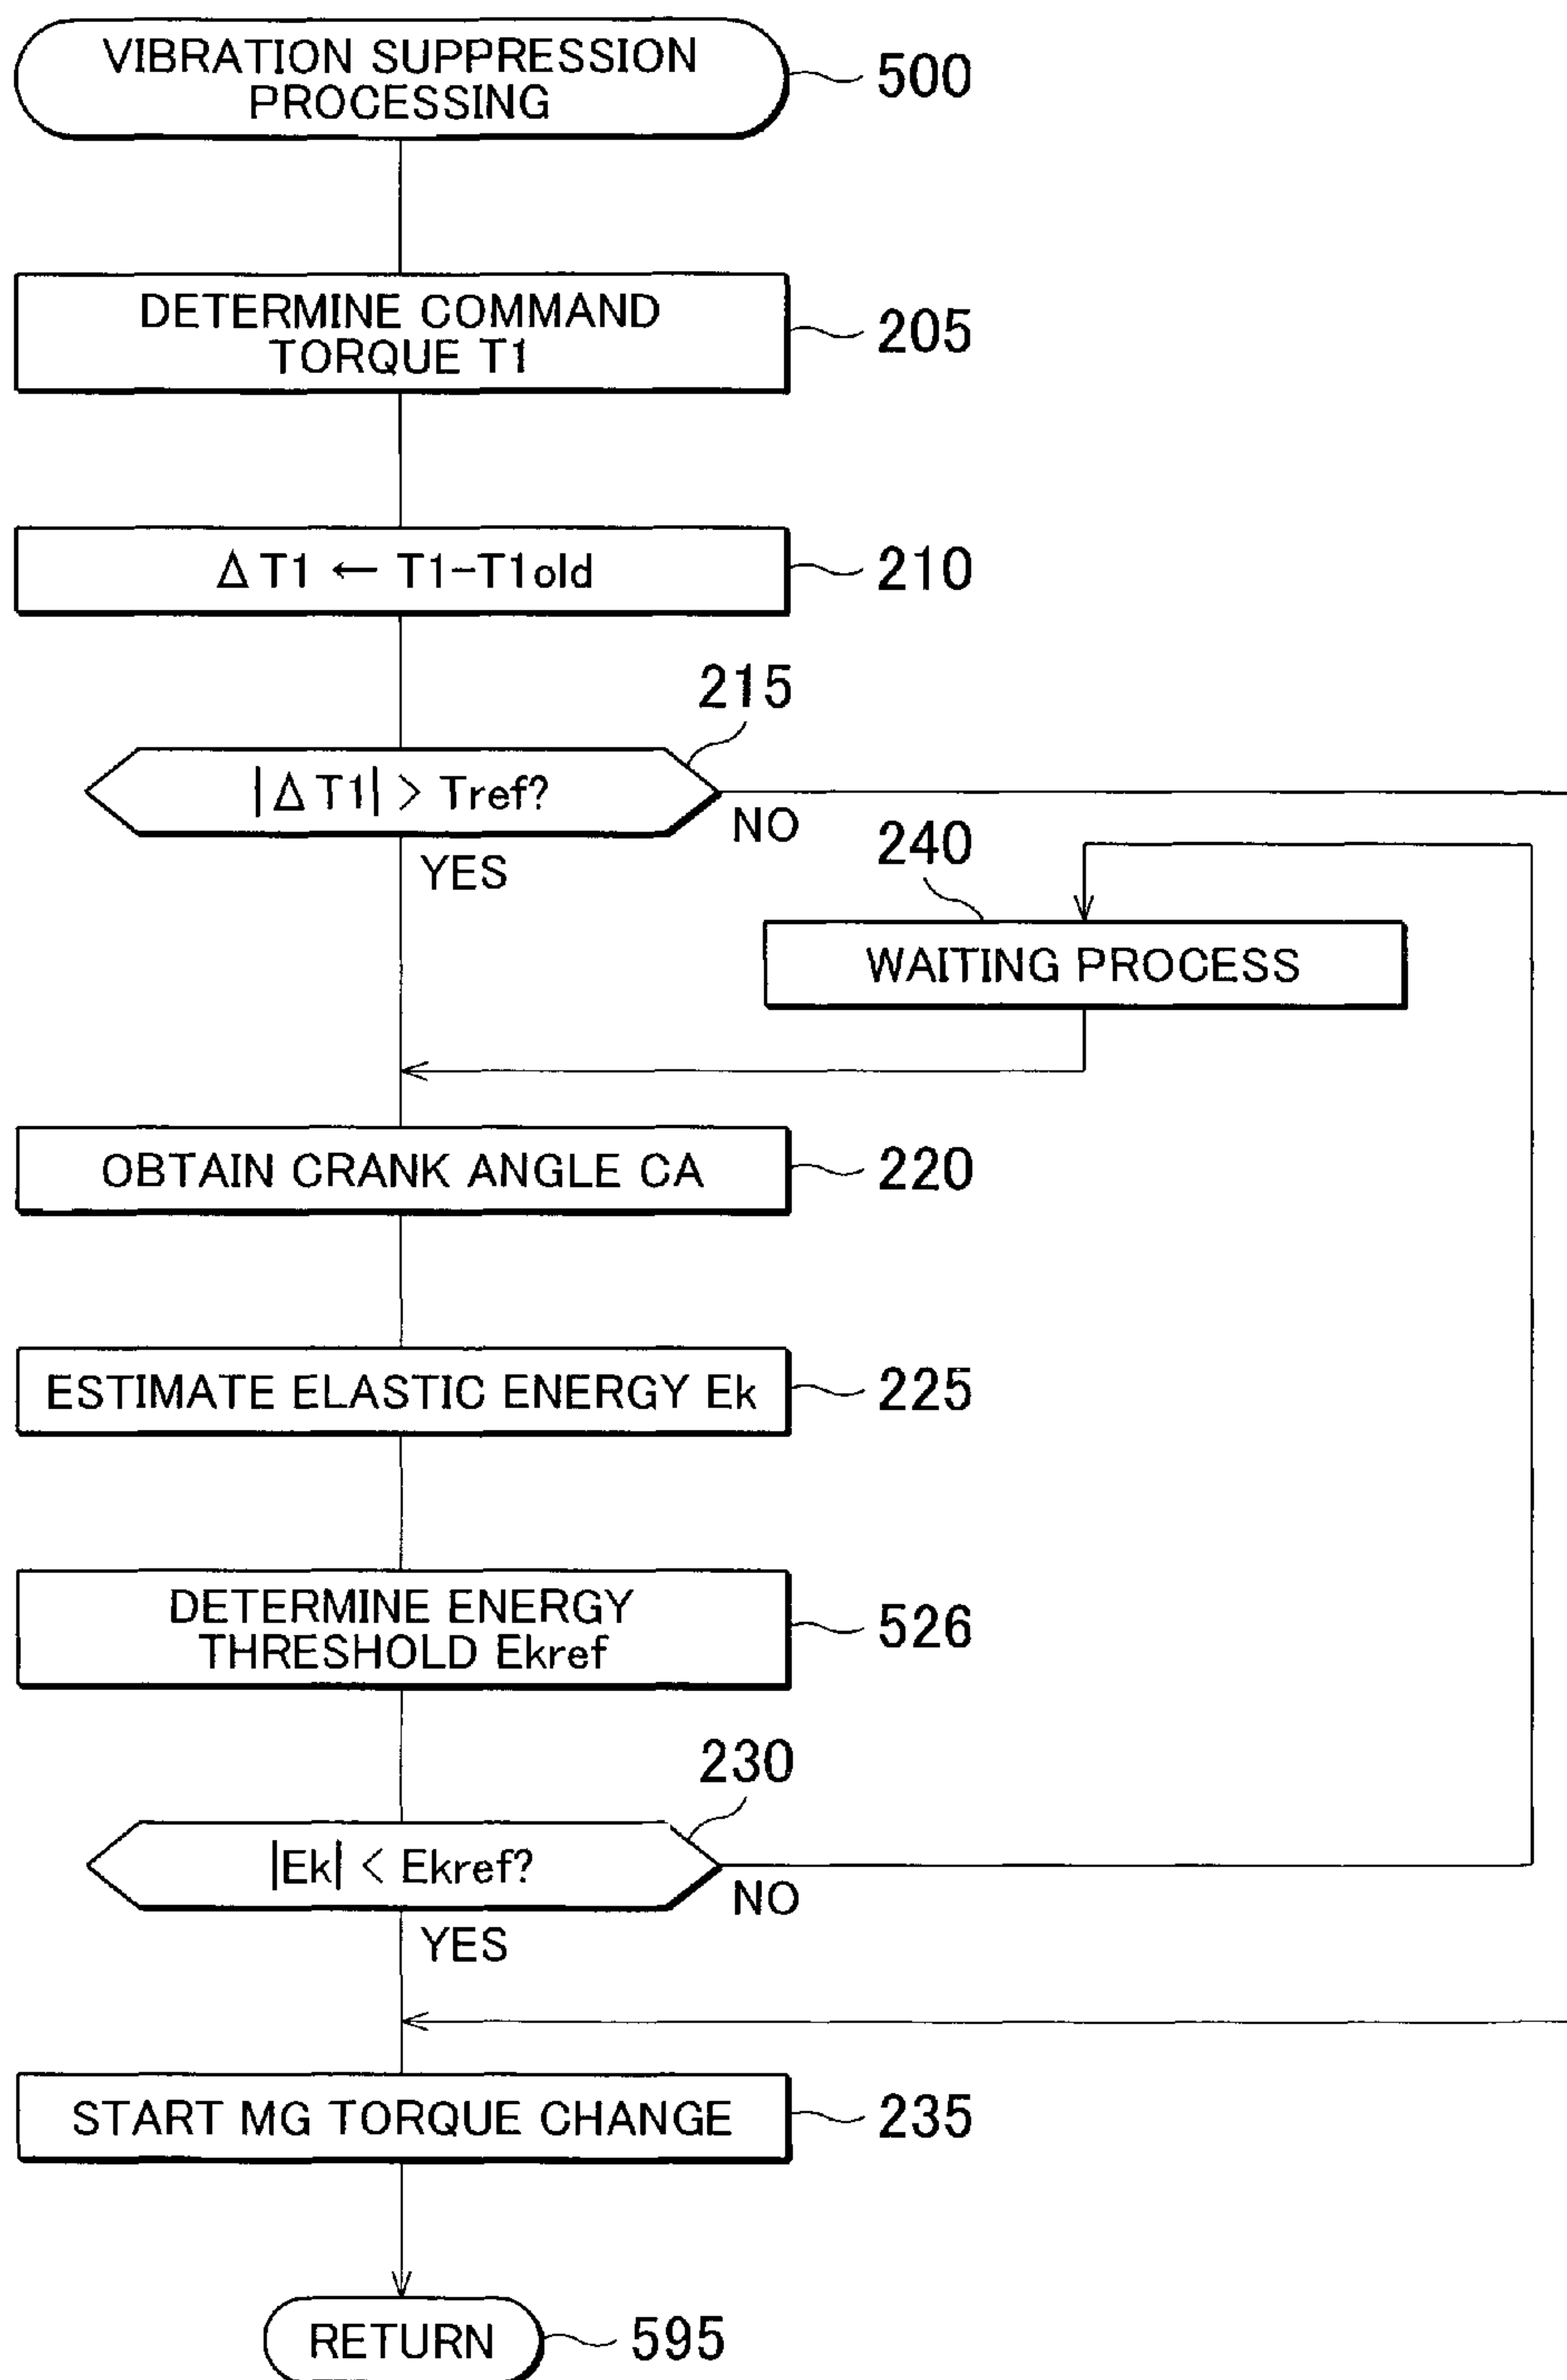 VIBRATION SUPPRESSION
PROCESSING
500
DETERMINE COMMAND
TORQUE T1
205
ΔT1 ← T1-T1old
210
215
|ΔT1| > Tref?
NO
YES
240
WAITING PROCESS
OBTAIN CRANK ANGLE CA
220
ESTIMATE ELASTIC ENERGY Ek
225
DETERMINE ENERGY
THRESHOLD Ekref
526
230
|Ek| < Ekref?
NO
YES
START MG TORQUE CHANGE
235
RETURN
595